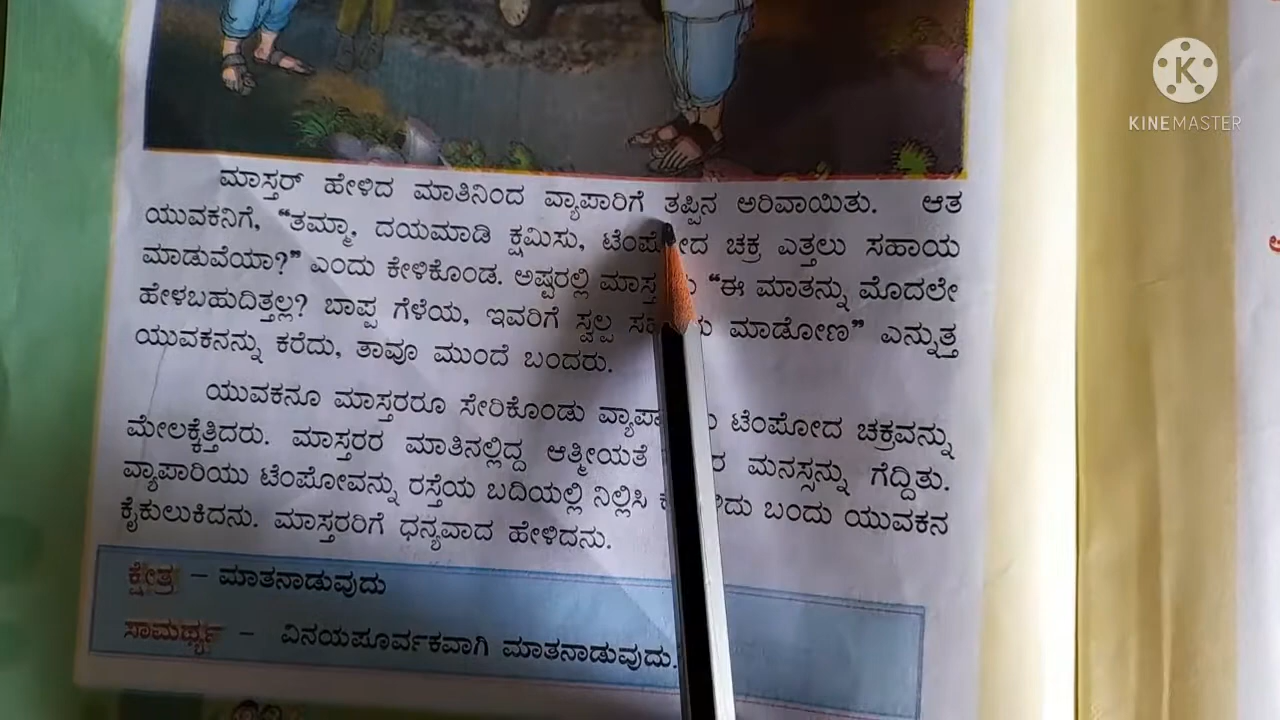 ಮಾಸ್ತರ್ ಹೇಳಿದ ಮಾತಿನಿಂದ ವ್ಯಾಪಾರಿಗೆ ತಪ್ಪಿನ ಅರಿವಾಯಿತು. ಆತ
ಯುವಕನಿಗೆ, “ತಮ್ಮಾ, ದಯಮಾಡಿ ಕ್ಷಮಿಸು, ಚಕ್ರ ಎತ್ತಲು ಸಹಾಯ
ಮಾಡುವೆಯಾ?” ಎಂದು ಕೇಳಿಕೊಂಡ. ಅಷ್ಟರಲ್ಲಿ “ಈ ಮಾತನ್ನು ಮೊದಲೇ
ಹೇಳಬಹುದಿತ್ತಲ್ಲ? ಬಾಪ್ಪ ಗೆಳೆಯ, ಇವರಿಗೆ ಸ್ವಲ್ಪ ಮಾಡೋಣ” ಎನ್ನುತ್ತ
ಯುವಕನನ್ನು ಕರೆದು, ತಾವೂ ಮುಂದೆ ಬಂದರು.
ಯುವಕನೂ ಮಾಸ್ತರರೂ ಸೇರಿಕೊಂಡು ಟೆಂಪೋದ ಚಕ್ರವನ್ನು
ಮೇಲಕ್ಕೆತ್ತಿದರು. ಮಾಸ್ತರರ ಮಾತಿನಲ್ಲಿದ್ದ ಆತ್ಮೀಯತೆ ಮನಸ್ಸನ್ನು ಗೆದ್ದಿತು.
ವ್ಯಾಪಾರಿಯು ಟೆಂಪೋವನ್ನು ರಸ್ತೆಯ ಬದಿಯಲ್ಲಿ ನಿಲ್ಲಿಸಿ ಬಂದು ಯುವಕನ
ಕೈಕುಲುಕಿದನು. ಮಾಸ್ತರರಿಗೆ ಧನ್ಯವಾದ ಹೇಳಿದನು.
ಕ್ಷೇತ್ರ – ಮಾತನಾಡುವುದು
ಸಾಮರ್ಥ್ಯ – ವಿನಯಪೂರ್ವಕವಾಗಿ ಮಾತನಾಡುವುದು.
KINEMASTER